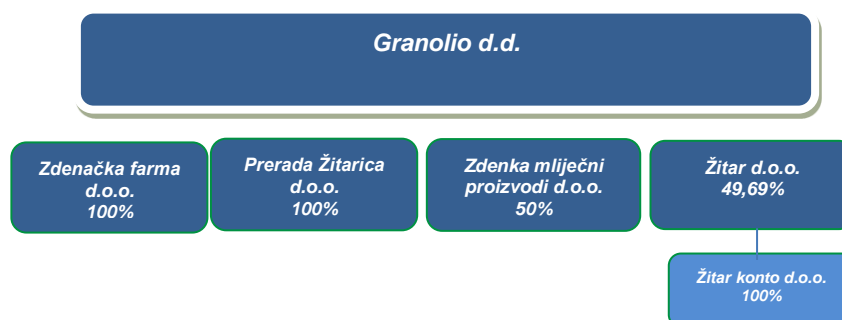 Granolio d.d.
Zdenačka farma
d.o.o.
100%
Prerada Žitarica
d.o.o.
100%
Zdenka mliječni
proizvodi d.o.o.
50%
Žitar d.o.o.
49,69%
Žitar konto d.o.o.
100%